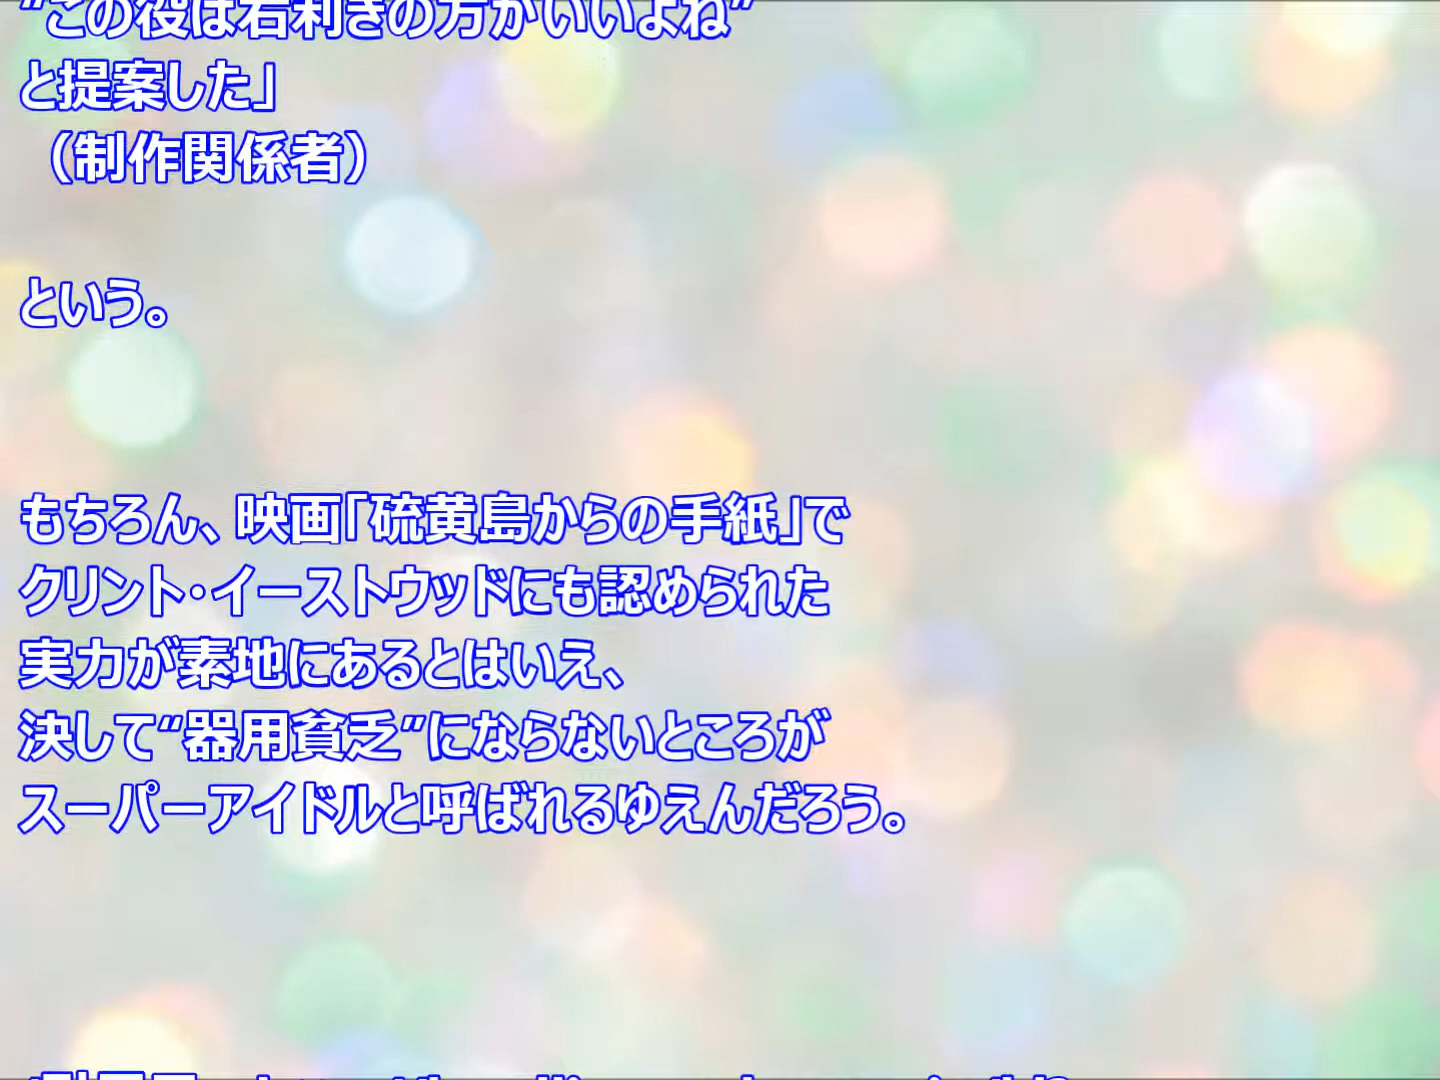 “この役は右利きの方がいいよね”
と提案した」
（制作関係者）
という。
もちろん、映画「硫黄島からの手紙」で
クリント・イーストウッドにも認められた
実力が素地にあるとはいえ、
決して“器用貧乏”にならないところが
スーパーアイドルと呼ばれるゆえんだろう。